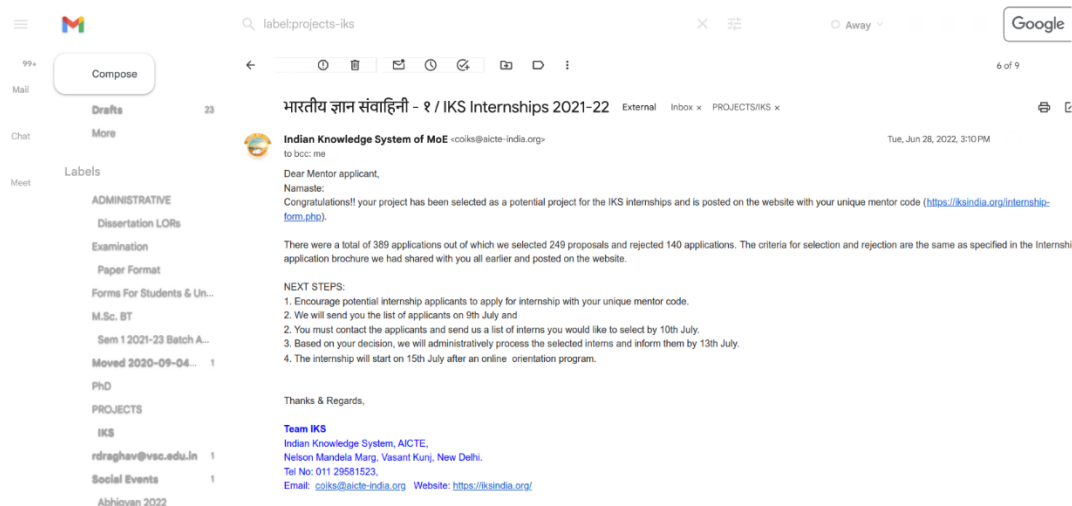 label:projects-iks
Away
Google
99+
Compose
6 of 9
Mail
Drafts 23
भारतीय ज्ञान संवाहिनी - १ / IKS Internships 2021-22 External Inbox x PROJECTS/IKS x
Chat
More
Indian Knowledge System of MoE <coiks@aicte-india.org> Tue, Jun 28, 2022, 3:10 PM
to bcc: me
Labels
Meet
Dear Mentor applicant,
Namaste:
Congratulations!! your project has been selected as a potential project for the IKS internships and is posted on the website with your unique mentor code (https://iksindia.org/internship-
form.php).
ADMINISTRATIVE
Dissertation LORs
Examination
Paper Format
Forms For Students & Un...
M.Sc. BT
Sem 1 2021-23 Batch A...
Moved 2020-09-04... 1
PhD
PROJECTS
IKS
rdraghav@vsc.edu.in 1
Social Events 1
Abhigyan 2022
There were a total of 389 applications out of which we selected 249 proposals and rejected 140 applications. The criteria for selection and rejection are the same as specified in the Internshi
application brochure we had shared with you all earlier and posted on the website.
NEXT STEPS:
1. Encourage potential internship applicants to apply for internship with your unique mentor code.
2. We will send you the list of applicants on 9th July and
2. You must contact the applicants and send us a list of interns you would like to select by 10th July.
3. Based on your decision, we will administratively process the selected interns and inform them by 13th July.
4. The internship will start on 15th July after an online orientation program.
Thanks & Regards,
Team IKS
Indian Knowledge System, AICTE,
Nelson Mandela Marg, Vasant Kunj, New Delhi.
Tel No: 011 29581523,
Email: coiks@aicte-india.org Website: https://iksindia.org/